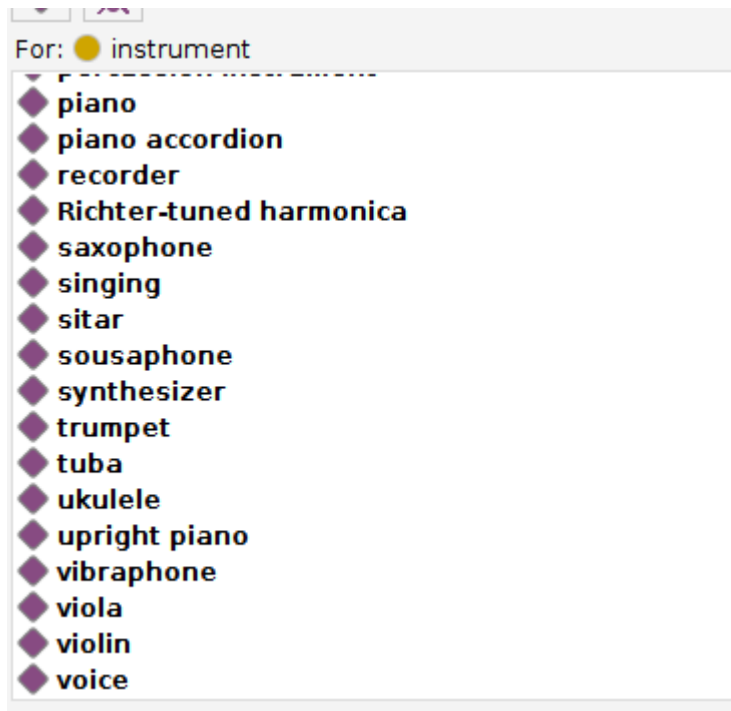 For: instrument
piano
piano accordion
recorder
Richter-tuned harmonica
saxophone
singing
sitar
sousaphone
synthesizer
trumpet
tuba
ukulele
upright piano
vibraphone
viola
violin
voice